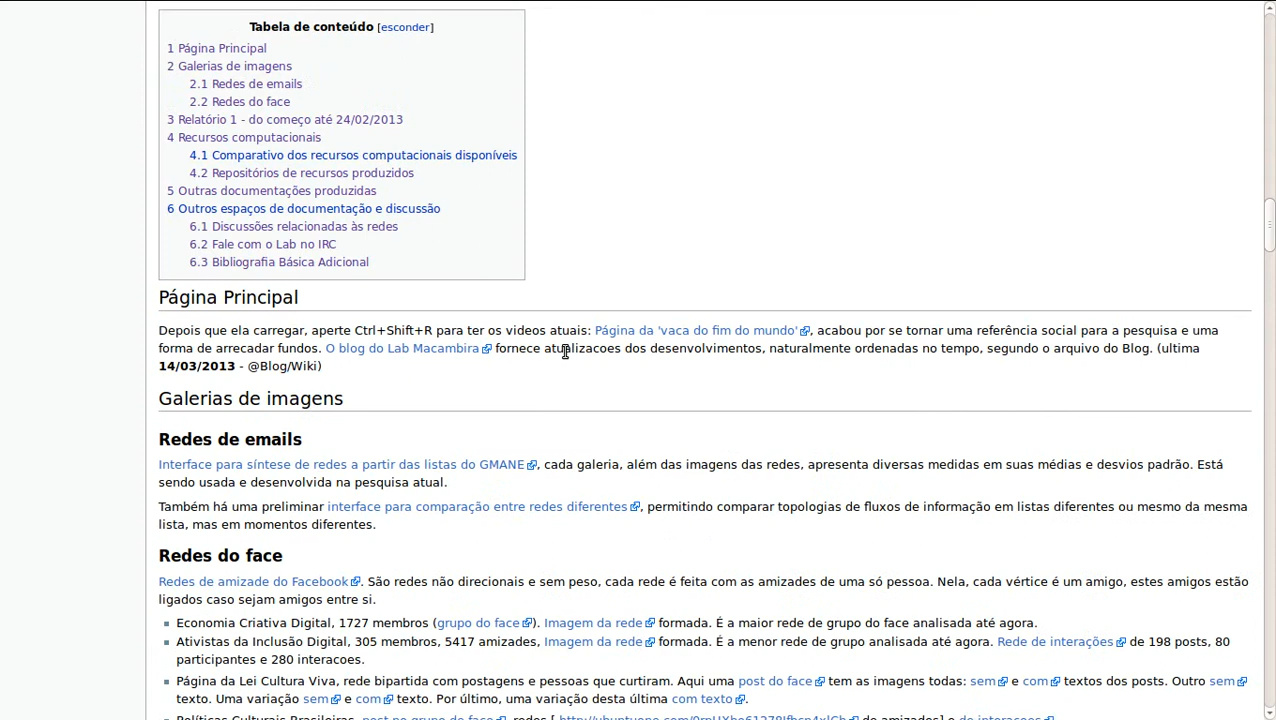 Tabela de conteúdo [esconder]
1 Página Principal
2 Galerias de imagens
2.1 Redes de emails
2.2 Redes do face
3 Relatório 1 - do começo até 24/02/2013
4 Recursos computacionais
4.1 Comparativo dos recursos computacionais disponíveis
4.2 Repositórios de recursos produzidos
5 Outras documentações produzidas
6 Outros espaços de documentação e discussão
6.1 Discussões relacionadas às redes
6.2 Fale com o Lab no IRC
6.3 Bibliografia Básica Adicional
Página Principal
Depois que ela carregar, aperte Ctrl+Shift+R para ter os videos atuais: Página da 'vaca do fim do mundo', acabou por se tornar uma referência social para a pesquisa e uma
forma de arrecadar fundos. O blog do Lab Macambira fornece atualizacoes dos desenvolvimentos, naturalmente ordenadas no tempo, segundo o arquivo do Blog. (ultima
14/03/2013 - @Blog/Wiki)
Galerias de imagens
Redes de emails
Interface para síntese de redes a partir das listas do GMANE, cada galeria, além das imagens das redes, apresenta diversas medidas em suas médias e desvios padrão. Está
sendo usada e desenvolvida na pesquisa atual.
Também há uma preliminar interface para comparação entre redes diferentes, permitindo comparar topologias de fluxos de informação em listas diferentes ou mesmo da mesma
lista, mas em momentos diferentes.
Redes do face
Redes de amizade do Facebook. São redes não direcionais e sem peso, cada rede é feita com as amizdes de uma só pessoa. Nela, cada vértice é um amigo, estes amigos estão
ligados caso sejam amigos entre si.
Economia Criativa Digital, 1727 membros (grupo do face). Imagem da rede formada. É a maior rede de grupo do face analisada até agora.
Ativistas da Inclusão Digital, 305 membros, 5417 amizades, Imagem da rede formada. É a menor rede de grupo analisada até agora. Rede de interações de 198 posts, 80
participantes e 280 interacoes.
Página da Lei Cultura Viva, rede bipartida com postagens e pessoas que curtiram. Aqui uma post do face tem as imagens todas: sem e com textos dos posts. Outro sem
texto. Uma variação sem e com texto. Por último, uma variação desta última com texto.
Políticas Culturais Brasileiras, post no grupo do face, redes [
de amizades] e de interacoes